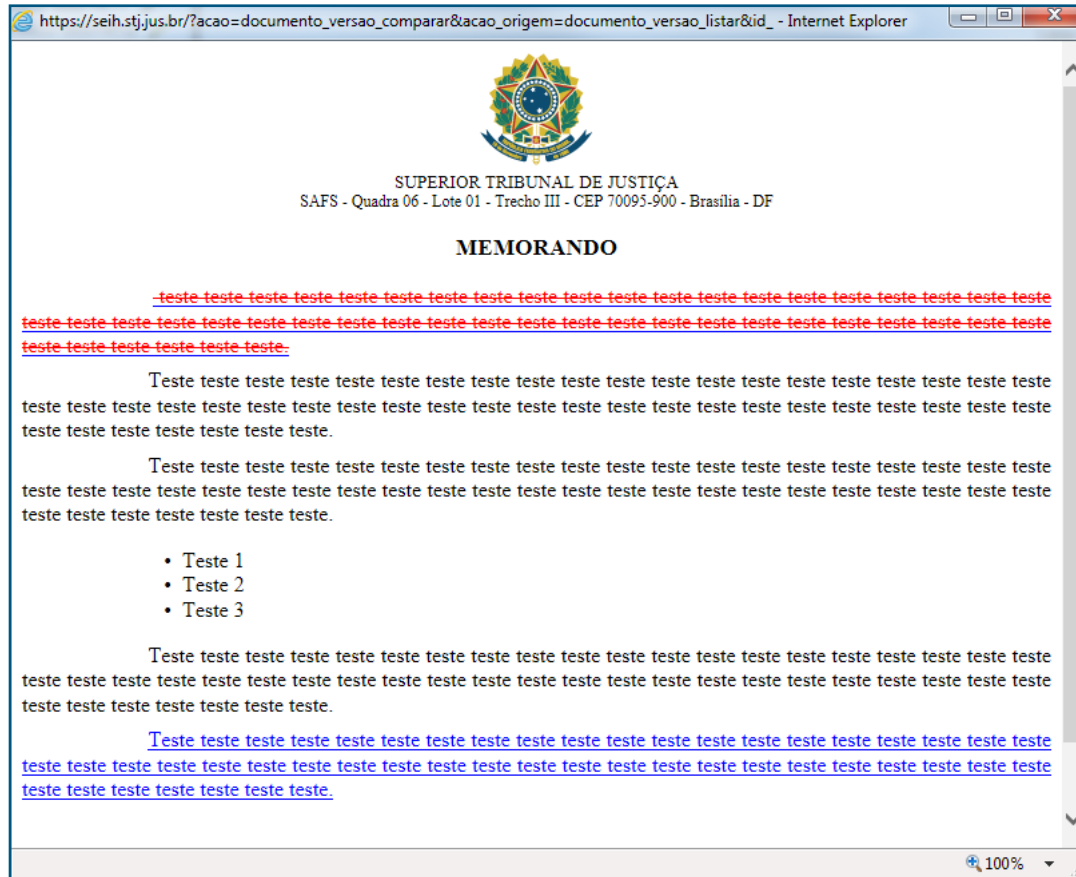 https://seih.stj.jus.br/?acao=documento_versao_comparar&acao_origem=documento_versao_listar&id_ - Internet Explorer
SUPERIOR TRIBUNAL DE JUSTIÇA
SAFS - Quadra 06 - Lote 01 - Trecho III - CEP 70095-900 - Brasília - DF
MEMORANDO
teste teste teste teste teste teste teste teste teste teste teste teste teste teste teste teste teste teste teste teste
teste teste teste teste teste teste teste teste teste teste teste teste teste teste teste teste teste teste teste teste teste teste teste
teste teste teste teste teste teste.
Teste teste teste teste teste teste teste teste teste teste teste teste teste teste teste teste teste teste teste teste
teste teste teste teste teste teste teste teste teste teste teste teste teste teste teste teste teste teste teste teste teste teste teste
teste teste teste teste teste teste teste.
Teste teste teste teste teste teste teste teste teste teste teste teste teste teste teste teste teste teste teste teste
teste teste teste teste teste teste teste teste teste teste teste teste teste teste teste teste teste teste teste teste teste teste teste
teste teste teste teste teste teste teste.
• Teste 1
• Teste 2
• Teste 3
Teste teste teste teste teste teste teste teste teste teste teste teste teste teste teste teste teste teste teste teste
teste teste teste teste teste teste teste teste teste teste teste teste teste teste teste teste teste teste teste teste teste teste teste
teste teste teste teste teste teste teste.
Teste teste teste teste teste teste teste teste teste teste teste teste teste teste teste teste teste teste teste teste
teste teste teste teste teste teste teste teste teste teste teste teste teste teste teste teste teste teste teste teste teste teste teste
teste teste teste teste teste teste teste.
100%